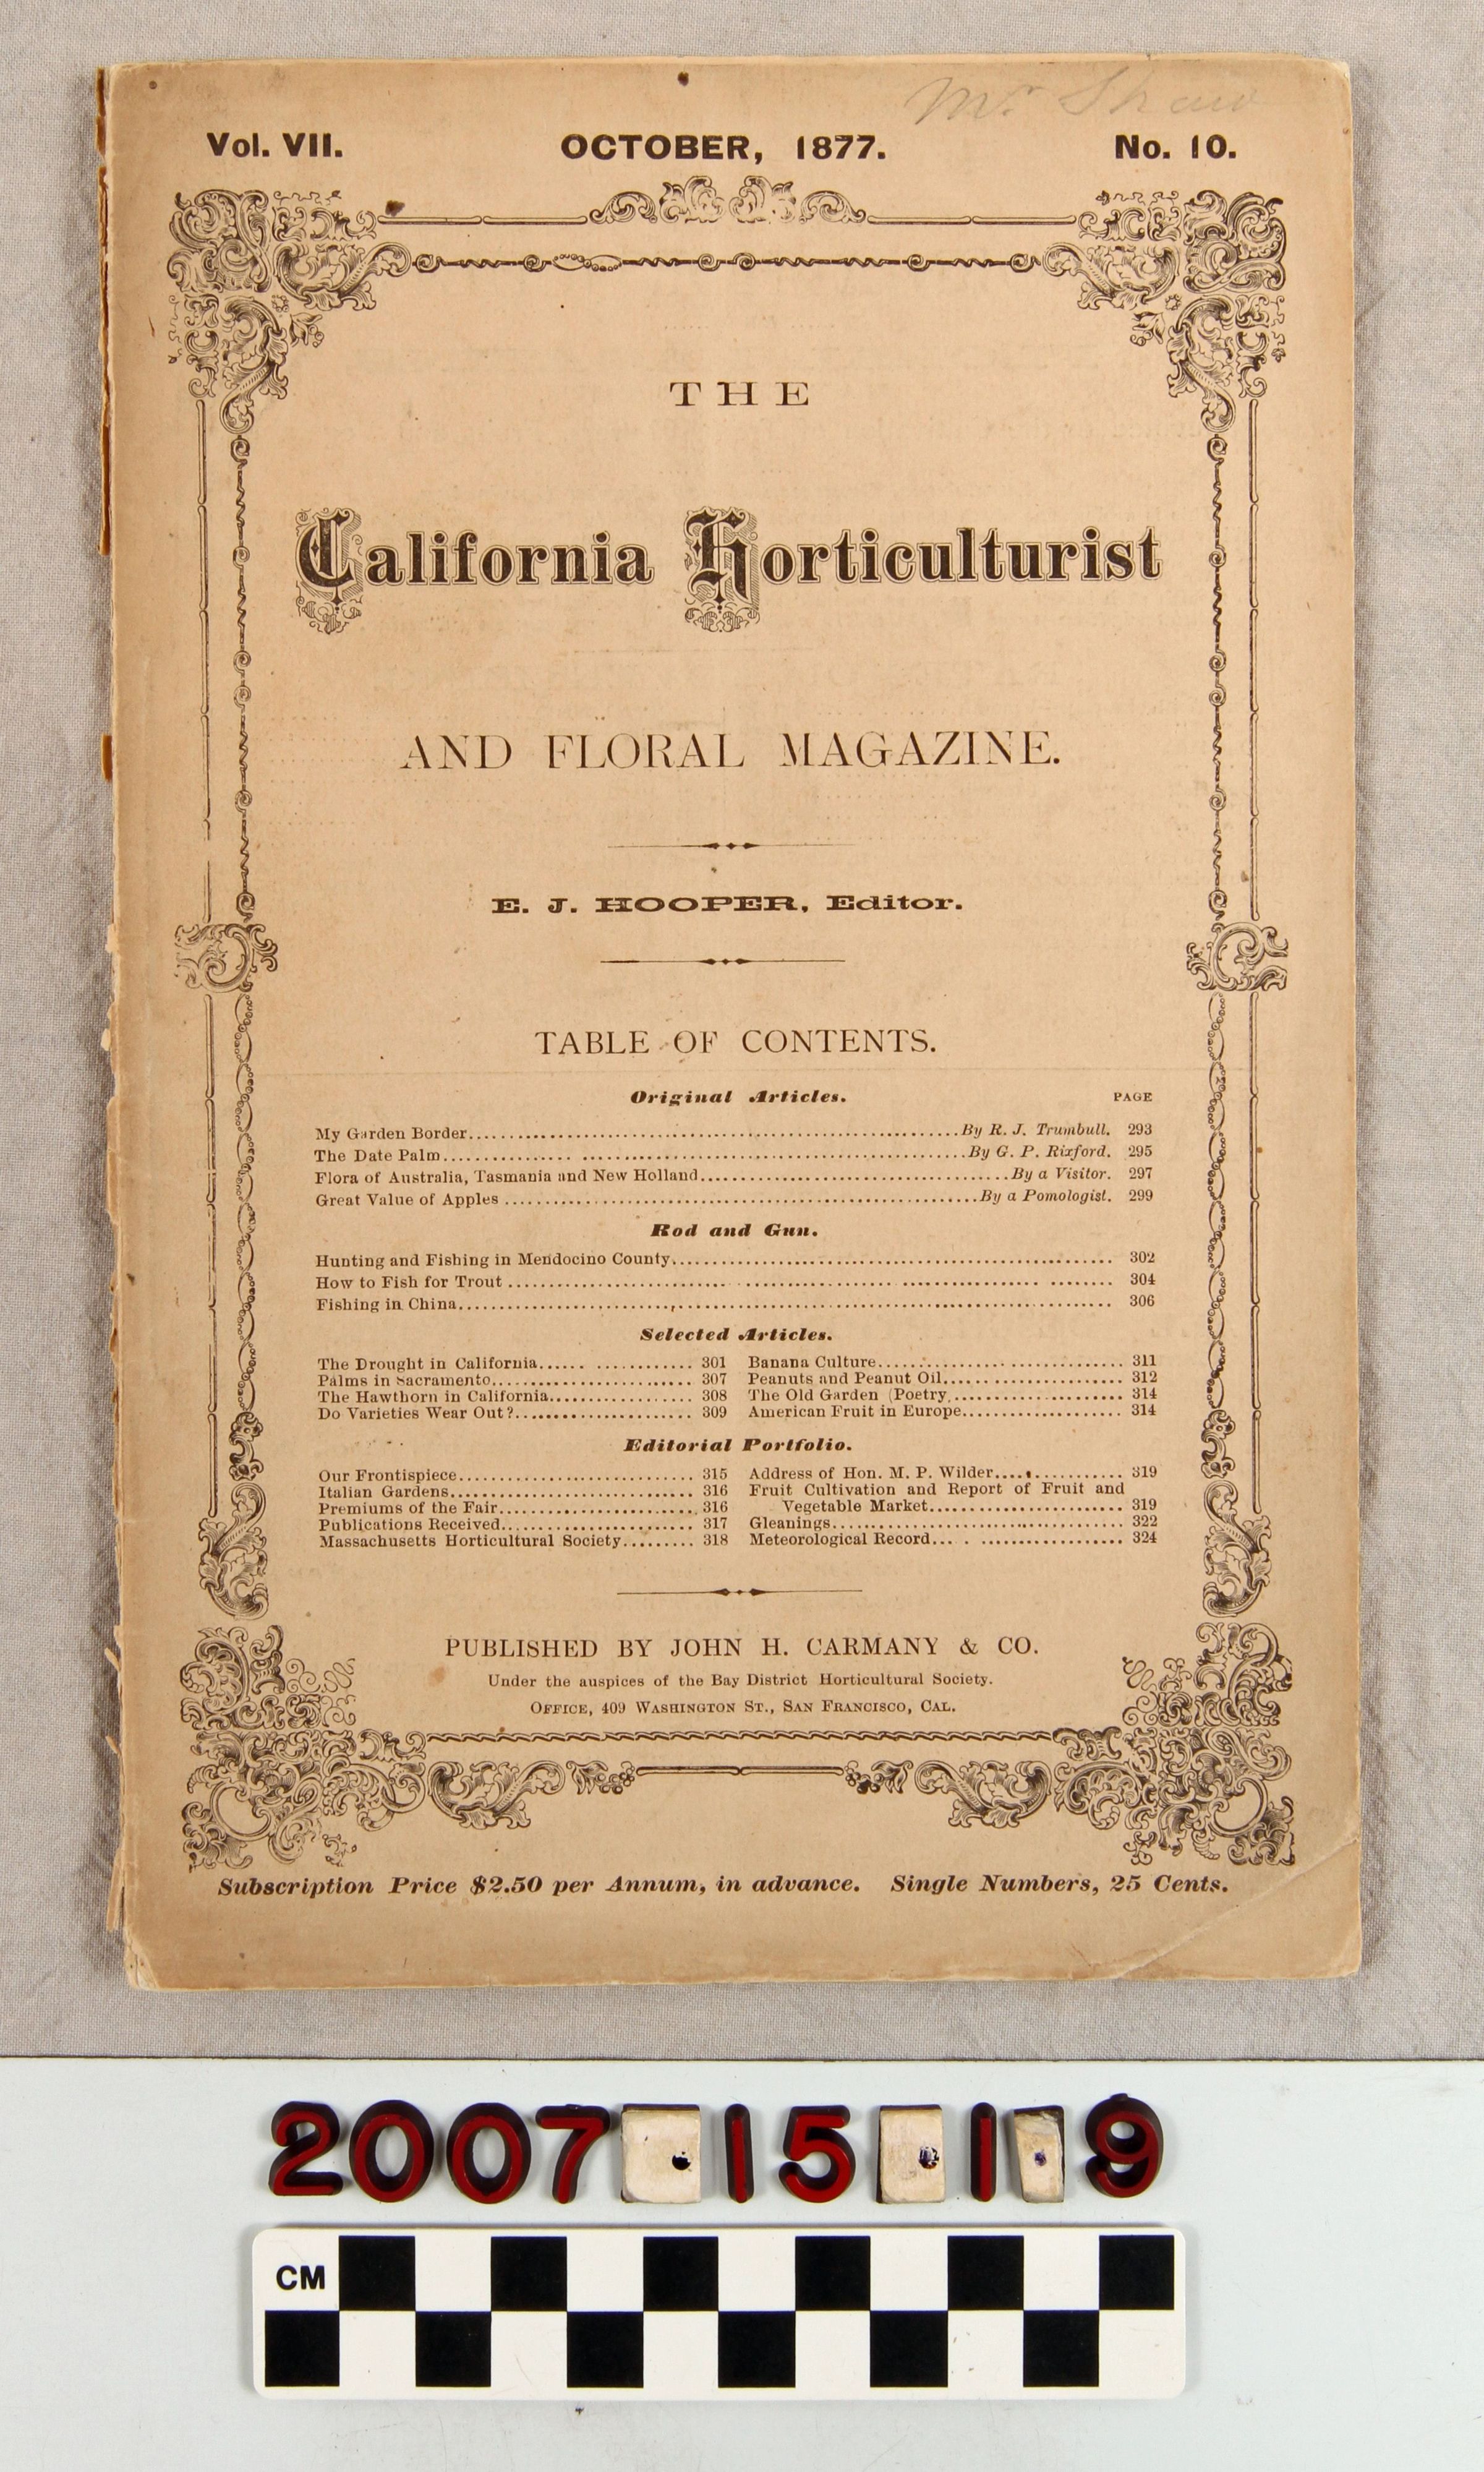 Mr Shaw
Vol. VII. OCTOBER, 1877. No. 10.
THE
California Horticulturist
AND FLORAL MAGAZINE.
E. J. HOOPER, Editor.
TABLE OF CONTENTS.
Original Articles. PAGE
My Garden Border..........By R. J. Trumbull. 293
The Date Palm..........By G. P. Rixford. 295
Flora of Australia, Tasmania and New Holland..........By a Visitor. 297
Great Value of Apples..........By a Pomologist. 299
Rod and Gun.
Hunting and Fishing in Mendocino County.......... 302
How to Fish for Trout.......... 304
Fishing in China.......... 306
Selected Articles.
The Drought in California.......... 301
Palms in Sacramento.......... 307
The Hawthorn in California.......... 308
Do Varieties Wear Out?.......... 309
Banana Culture.......... 311
Peanuts and Peanut Oil.......... 312
The Old Garden (Poetry.......... 314
American Fruit in Europe.......... 314
Editorial Portfolio.
Our Frontispiece.......... 315
Italian Gardens.......... 316
Premiums of the Fair.......... 316
Publications Received.......... 317
Massachusetts Horticultural Society.......... 318
Address of Hon. M. P. Wilder.......... 319
Fruit Cultivation and Report of Fruit and
Vegetable Market.......... 319
Gleanings.......... 322
Meteorological Record.......... 324
PUBLISHED BY JOHN H. CARMANY & CO.
Under the auspices of the Bay District Horticultural Society.
OFFICE, 409 WASHINGTON ST., SAN FRANCISCO, CAL.
Subscription Price $2.50 per Annum, in advance. Single Numbers, 25 Cents.
2007.15.1.9
CM